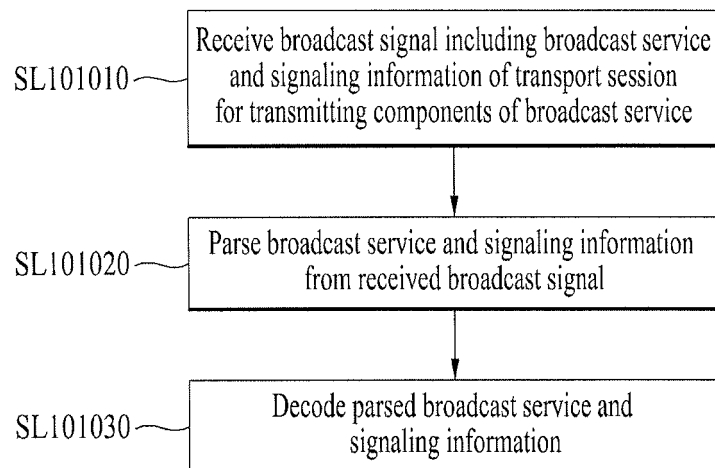 SL101010
Receive broadcast signal including broadcast service
and signaling information of transport session
for transmitting components of broadcast service
SL101020
Parse broadcast service and signaling information
from received broadcast signal
SL101030
Decode parsed broadcast service and
signaling information